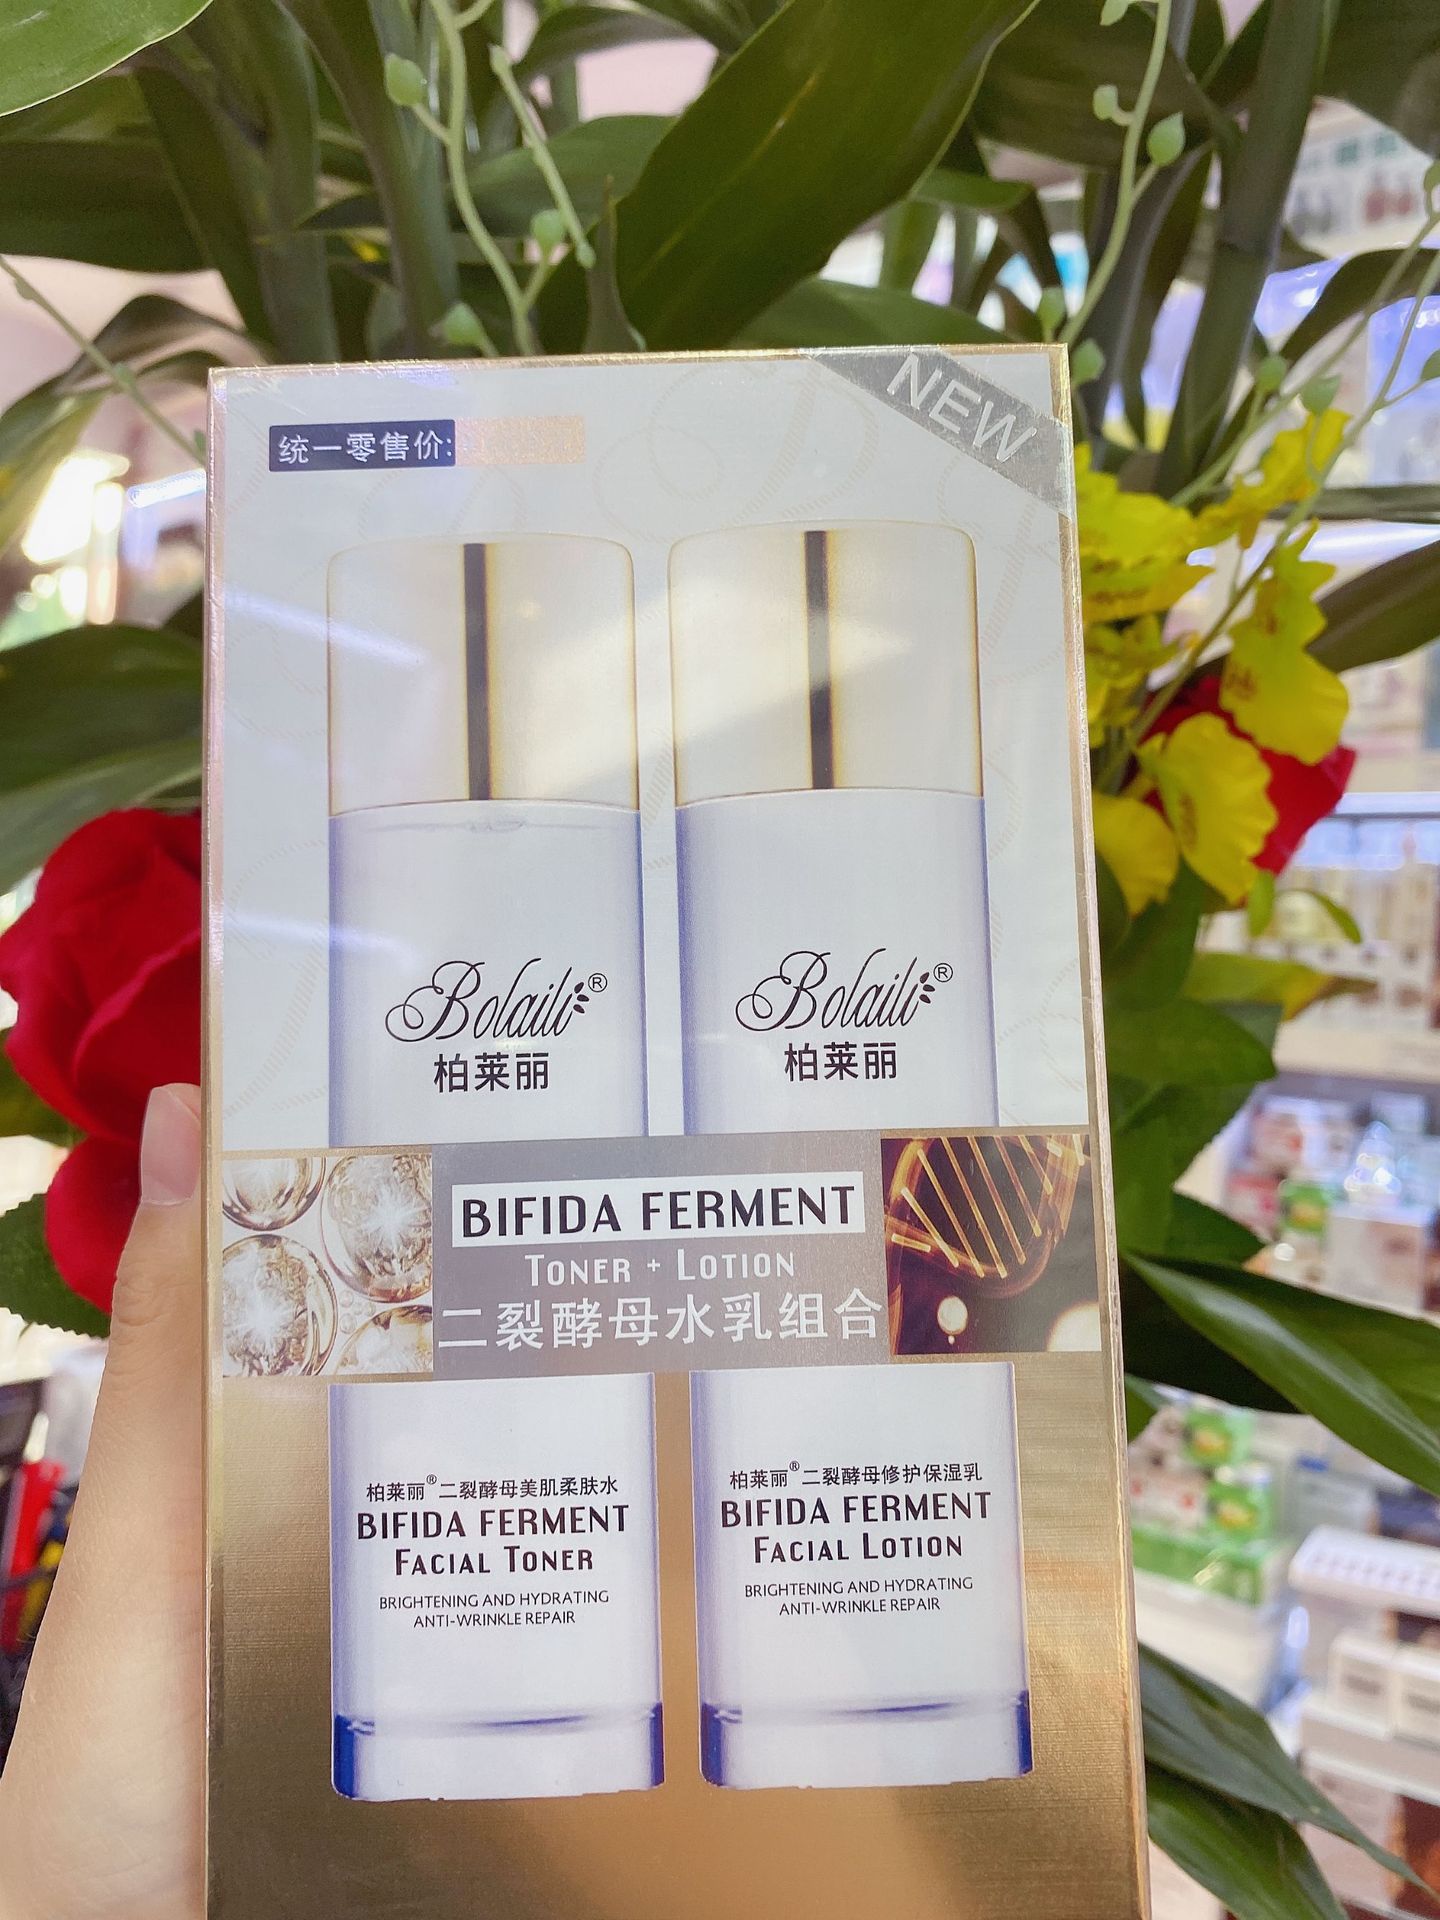 统一零售价:
NEW
Bolaili®
柏莱丽
Bolaili®
柏莱丽
BIFIDA FERMENT
TONER + LOTION
二裂酵母水乳组合
柏莱丽®二裂酵母美肌柔肤水
BIFIDA FERMENT
FACIAL TONER
BRIGHTENING AND HYDRATING
ANTI-WRINKLE REPAIR
柏莱丽®二裂酵母修护保湿乳
BIFIDA FERMENT
FACIAL LOTION
BRIGHTENING AND HYDRATING
ANTI-WRINKLE REPAIR